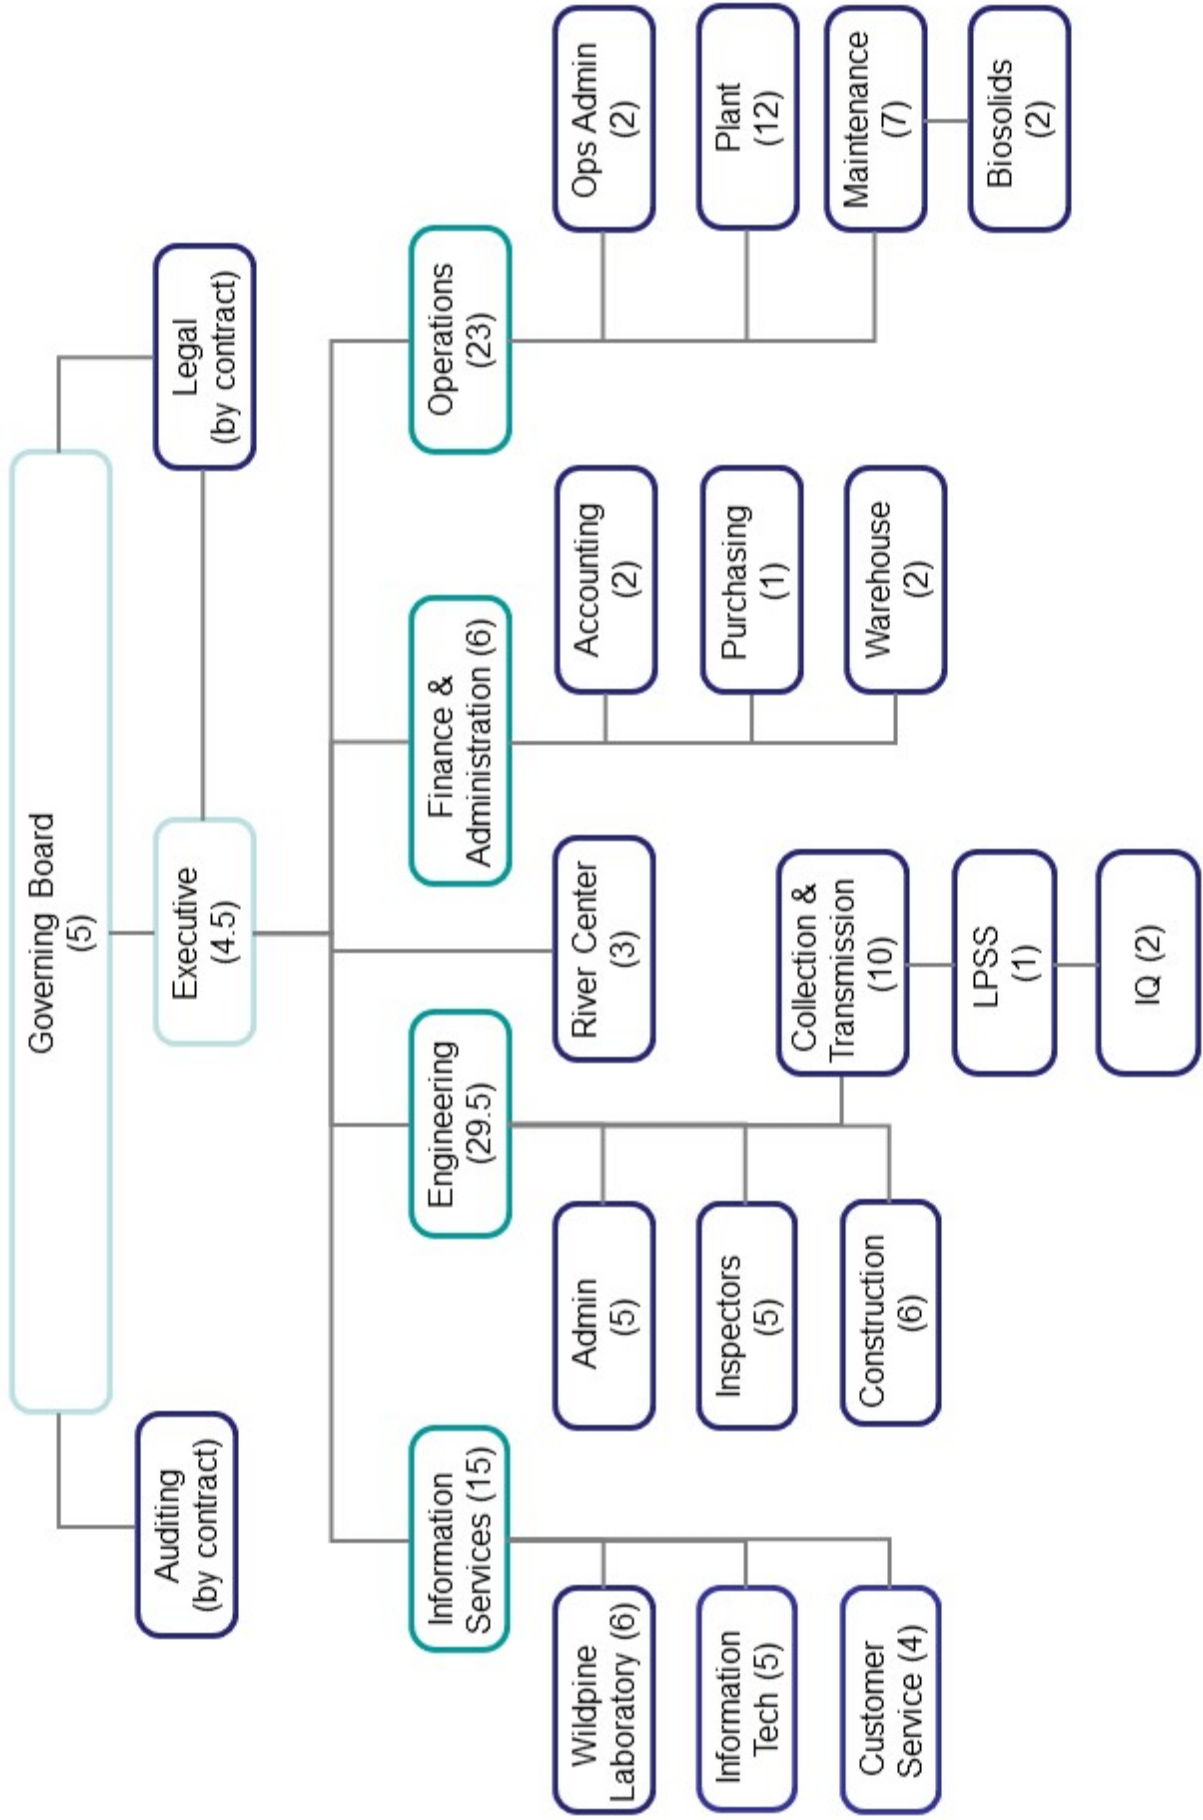 Governing Board
(5)
Auditing
(by contract)
Executive
(4.5)
Legal
(by contract)
Information
Services (15)
Engineering
(29.5)
Finance &
Administration (6)
Operations
(23)
Wildpine
Laboratory (6)
Information
Tech (5)
Customer
Service (4)
Admin
(5)
Inspectors
(5)
Construction
(6)
Collection &
Transmission
(10)
LPSS
(1)
IQ (2)
River Center
(3)
Accounting
(2)
Purchasing
(1)
Warehouse
(2)
Ops Admin
(2)
Plant
(12)
Maintenance
(7)
Biosolids
(2)